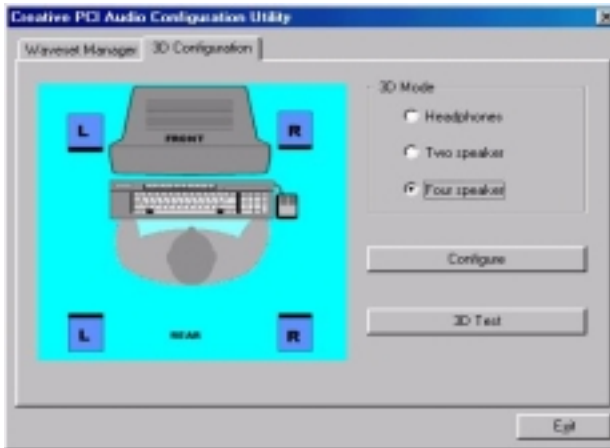 Creative PCI Audio Configuration Utility
Waveset Manager 3D Configuration
3D Mode
L FRONT R
Headphones
Two speaker
Four speaker
Configure
3D Test
L REAR R
Exit